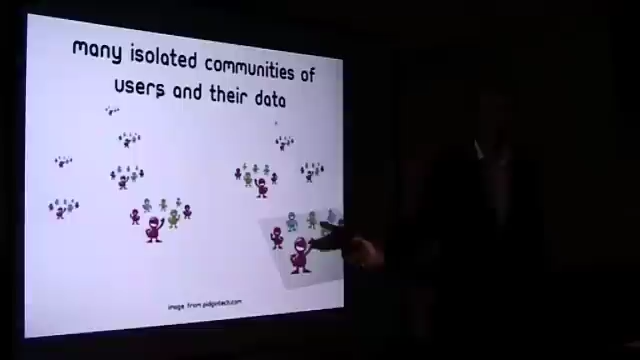 many isolated communities of
users and their data
image from pidgintech.com